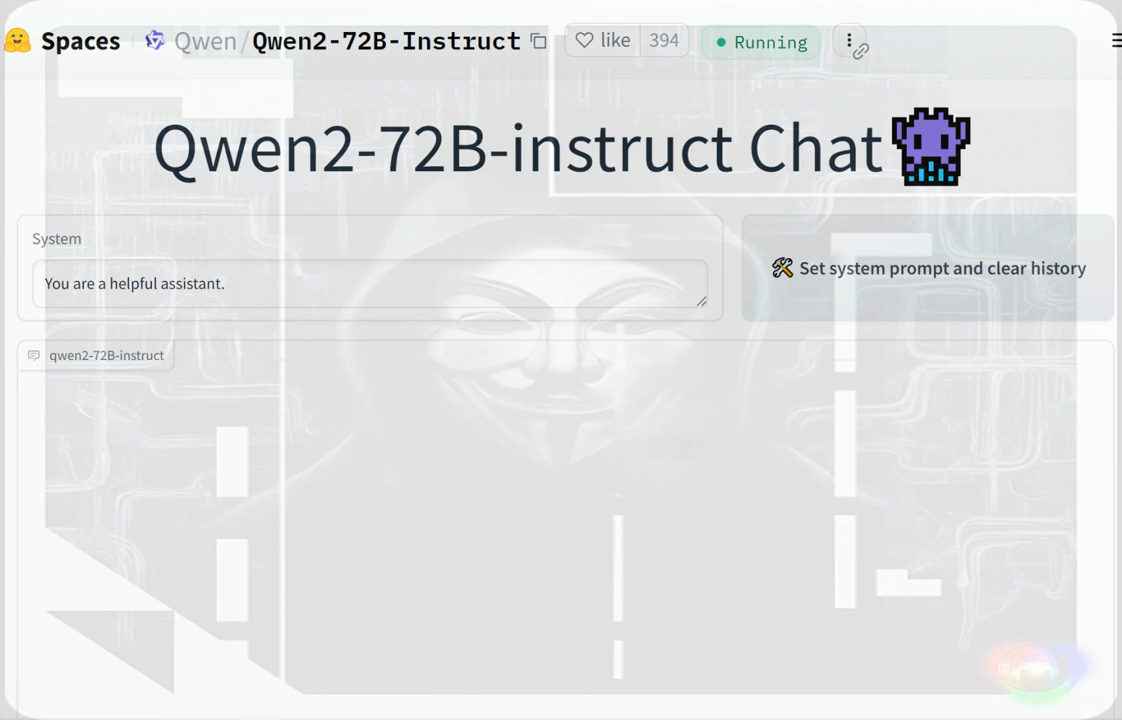 Spaces Qwen/Qwen2-72B-Instruct like 394 Running
Qwen2-72B-instruct Chat
System
You are a helpful assistant.
🛠️ Set system prompt and clear history
qwen2-72B-instruct